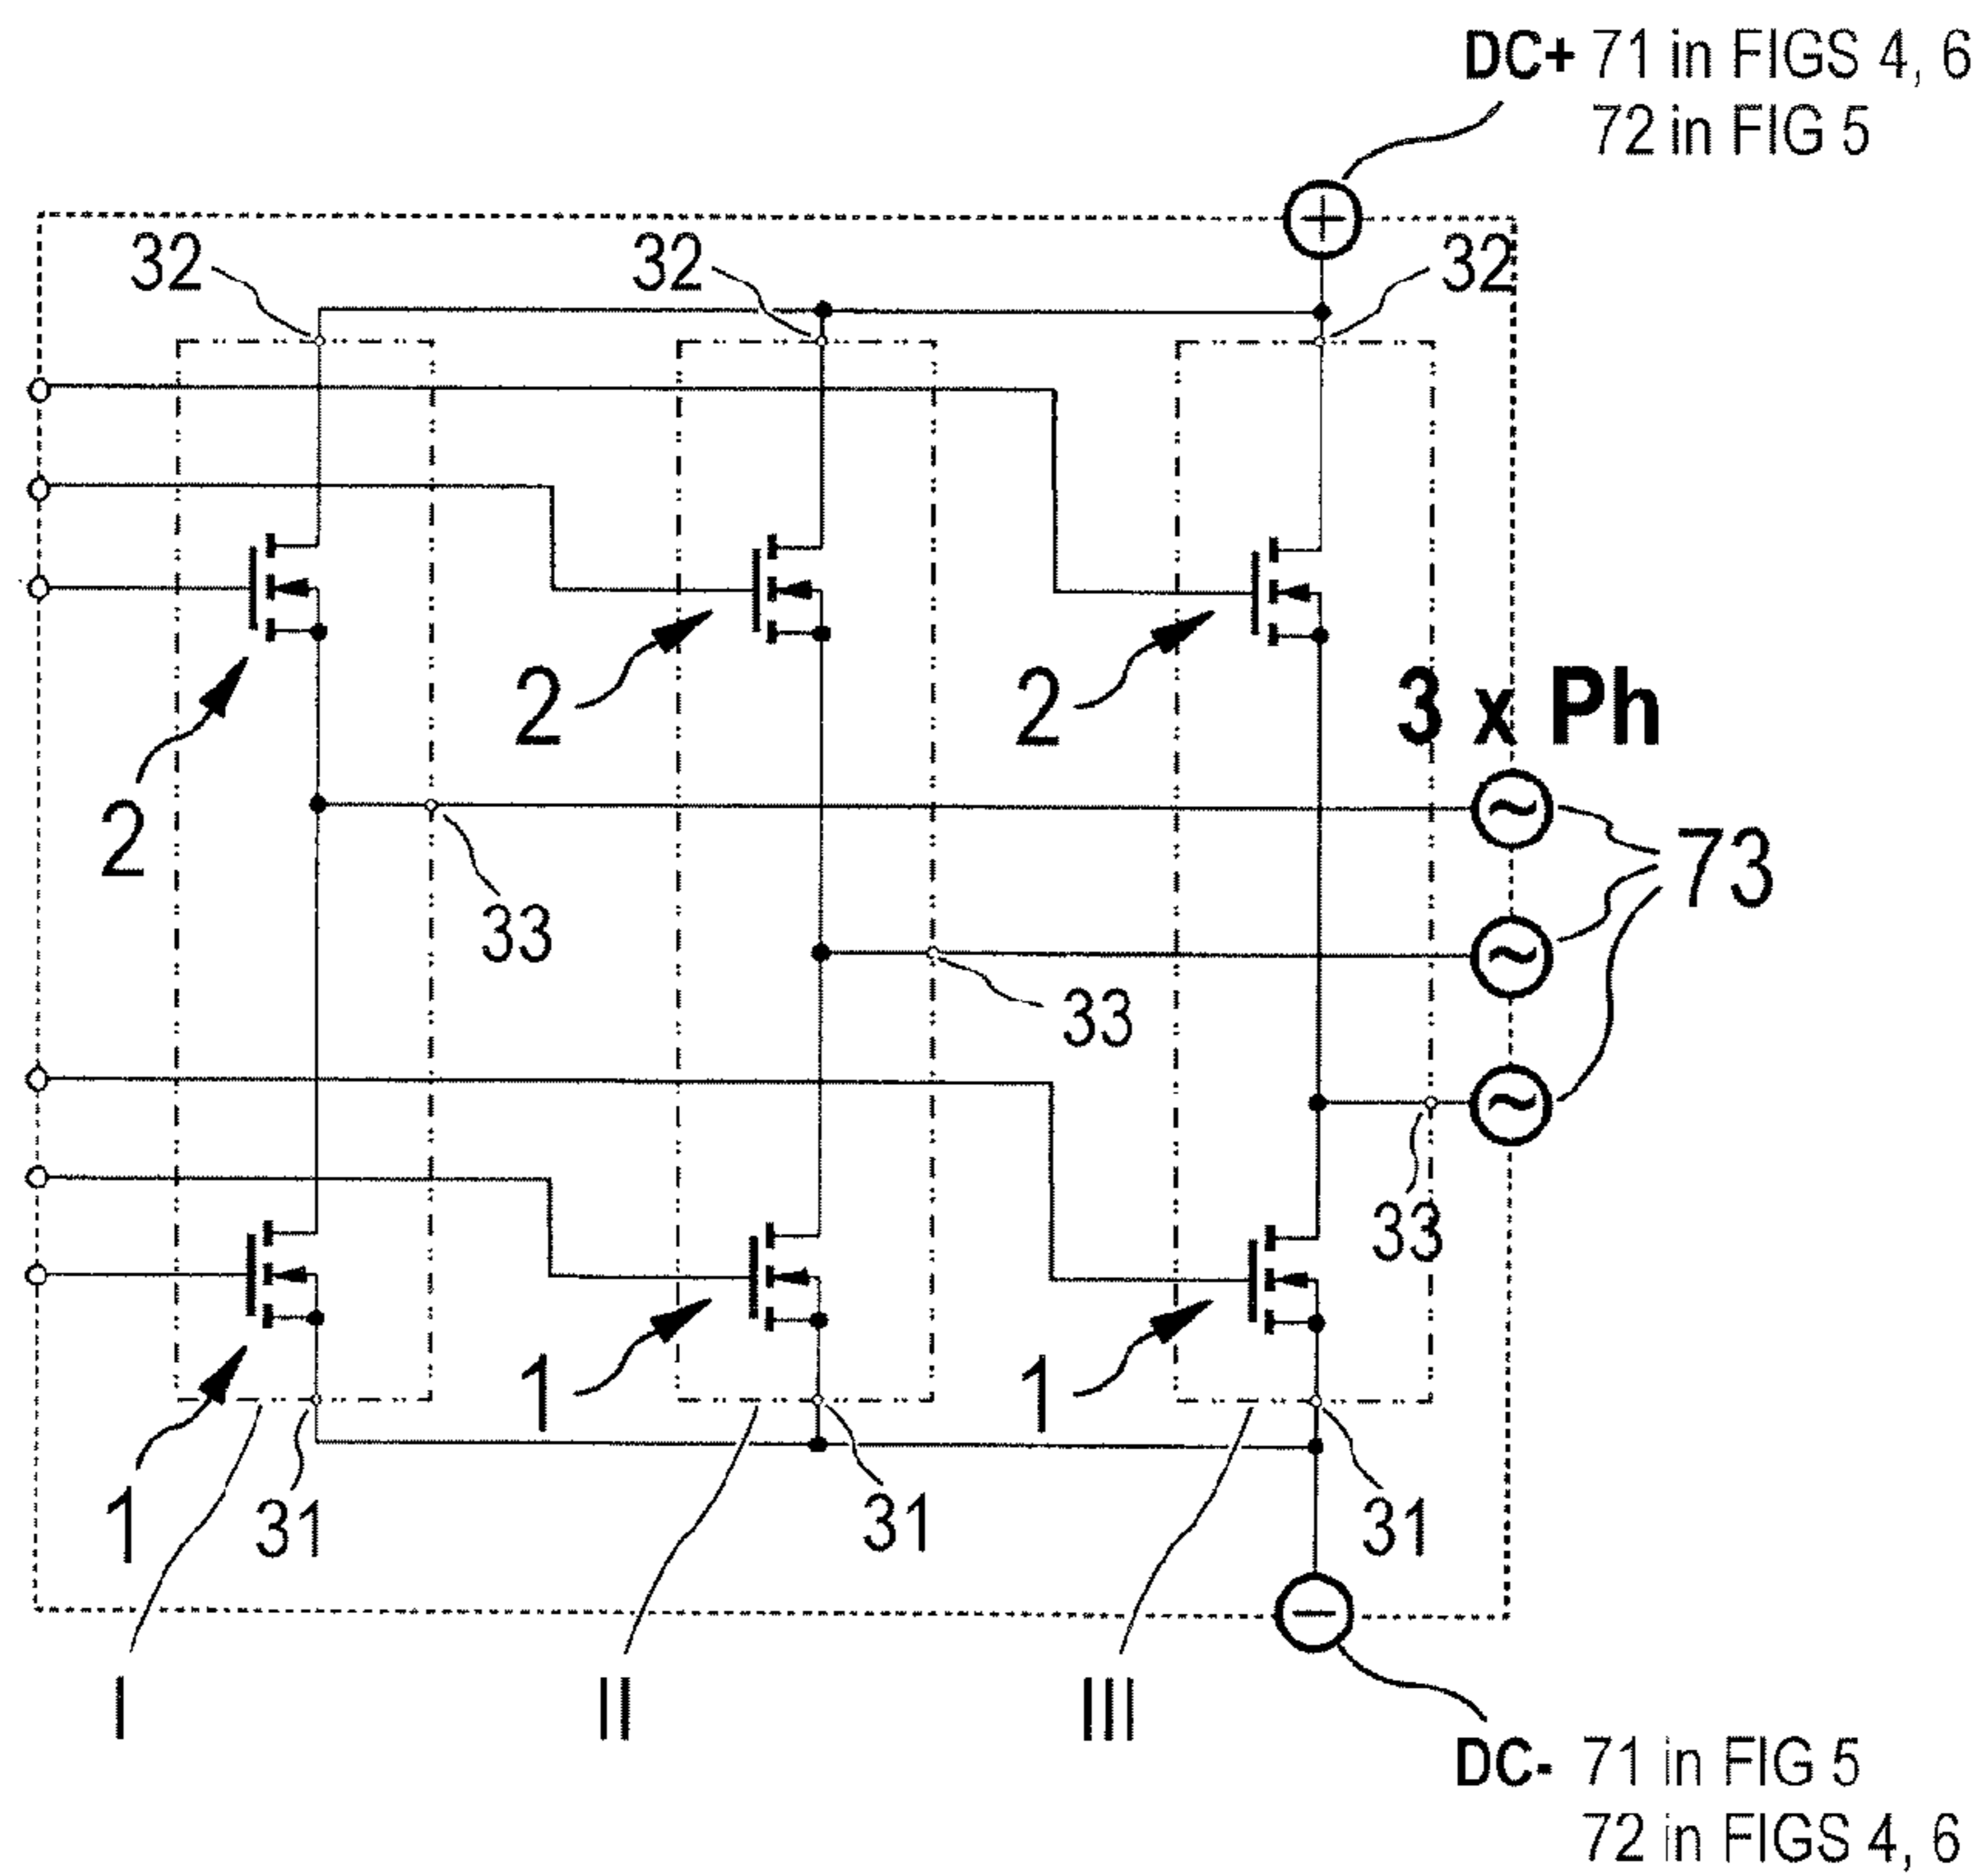 DC+ 71 in FIGS 4, 6
72 in FIG 5
+
32 32 32
2 2 2
3 x Ph
~
73
33
~
33
~
33
1 1 1
31 31 31
−
I II III
DC- 71 in FIG 5
72 in FIGS 4, 6